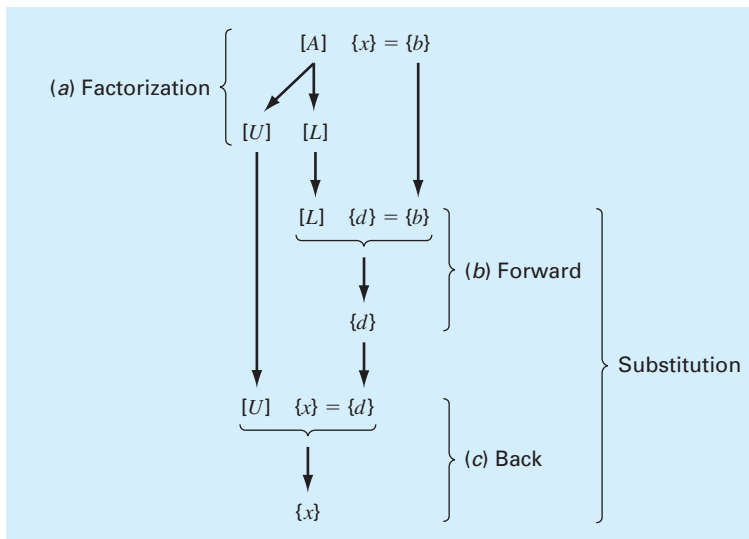 [A] {x} = {b}
(a) Factorization
[U] [L]
[L] {d} = {b}
(b) Forward
{d}
Substitution
[U] {x} = {d}
(c) Back
{x}